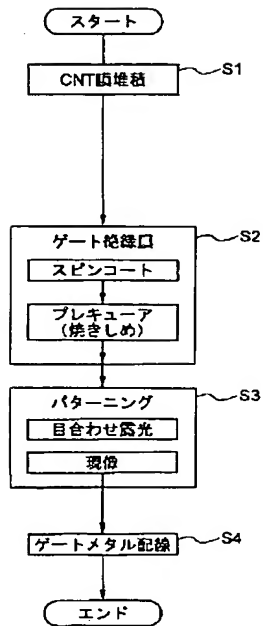 スタート
CNT膜堆積
S1
ゲート絶縁膜
S2
スピンコート
プレキューア
(焼きしめ)
パターニング
S3
目合わせ露光
現像
ゲートメタル配線
S4
エンド